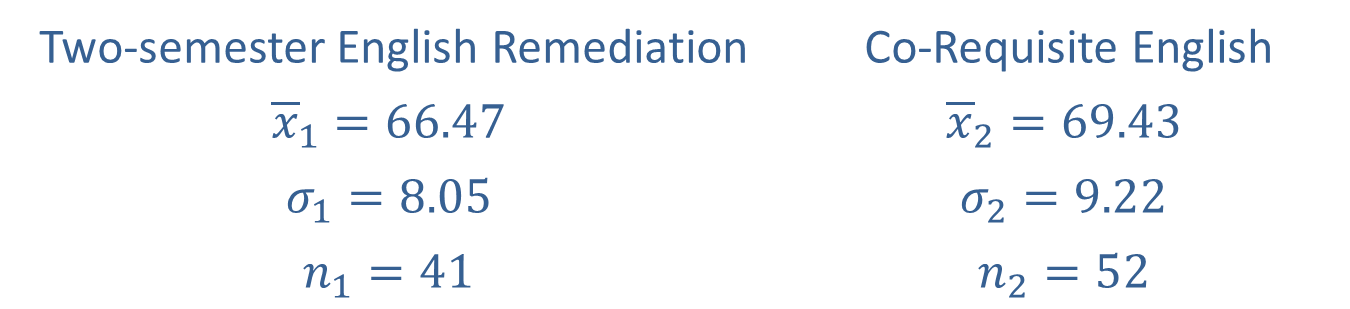 Two-semester English Remediation
x̅₁ = 66.47
σ₁ = 8.05
n₁ = 41
Co-Requisite English
x̅₂ = 69.43
σ₂ = 9.22
n₂ = 52